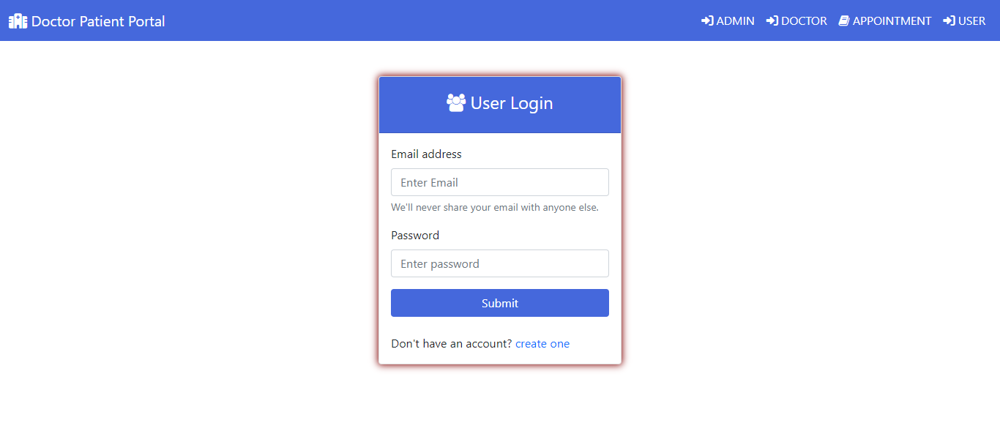 Doctor Patient Portal
ADMIN DOCTOR APPOINTMENT USER
User Login
Email address
Enter Email
We'll never share your email with anyone else.
Password
Enter password
Submit
Don't have an account? create one